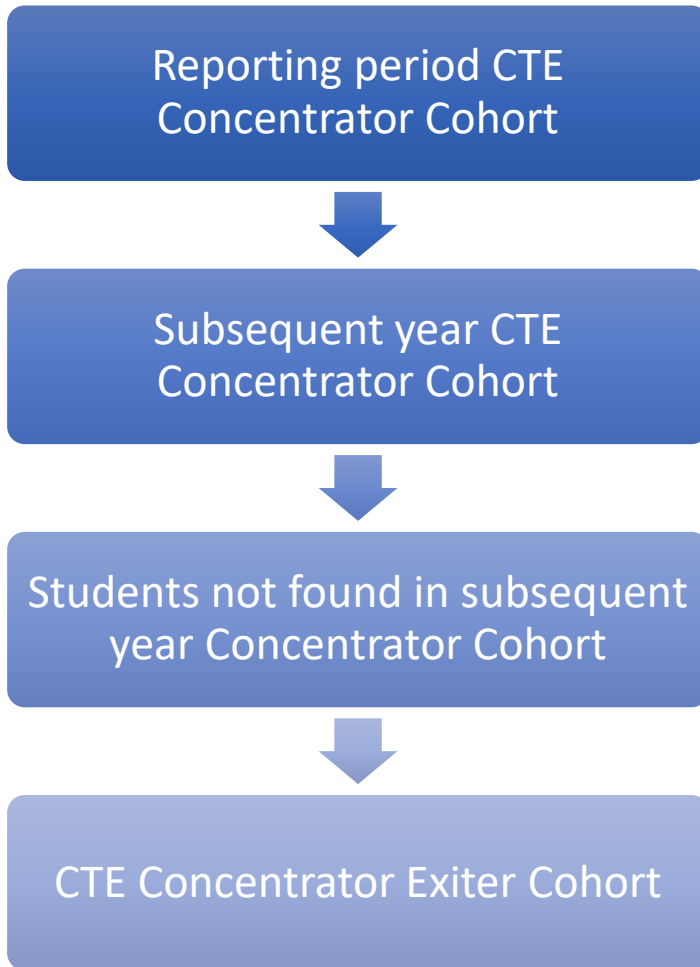 Reporting period CTE
Concentrator Cohort
Subsequent year CTE
Concentrator Cohort
Students not found in subsequent
year Concentrator Cohort
CTE Concentrator Exiter Cohort